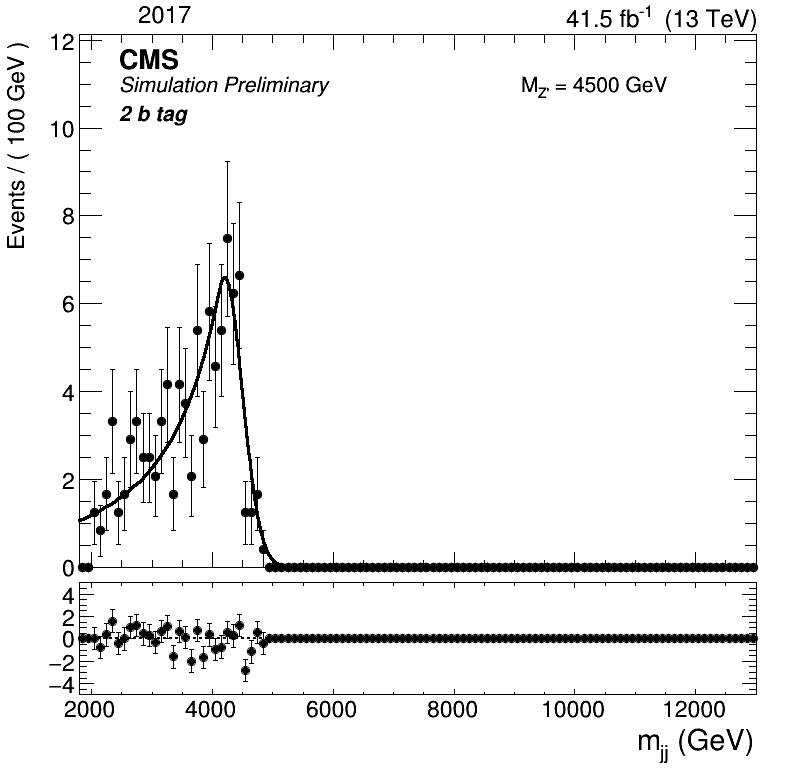 2017 41.5 fb⁻¹ (13 TeV)
CMS
Simulation Preliminary
2 b tag
M_Z' = 4500 GeV
Events / ( 100 GeV )
12
10
8
6
4
2
0
4
2
0
−2
−4
2000 4000 6000 8000 10000 12000
m_jj (GeV)